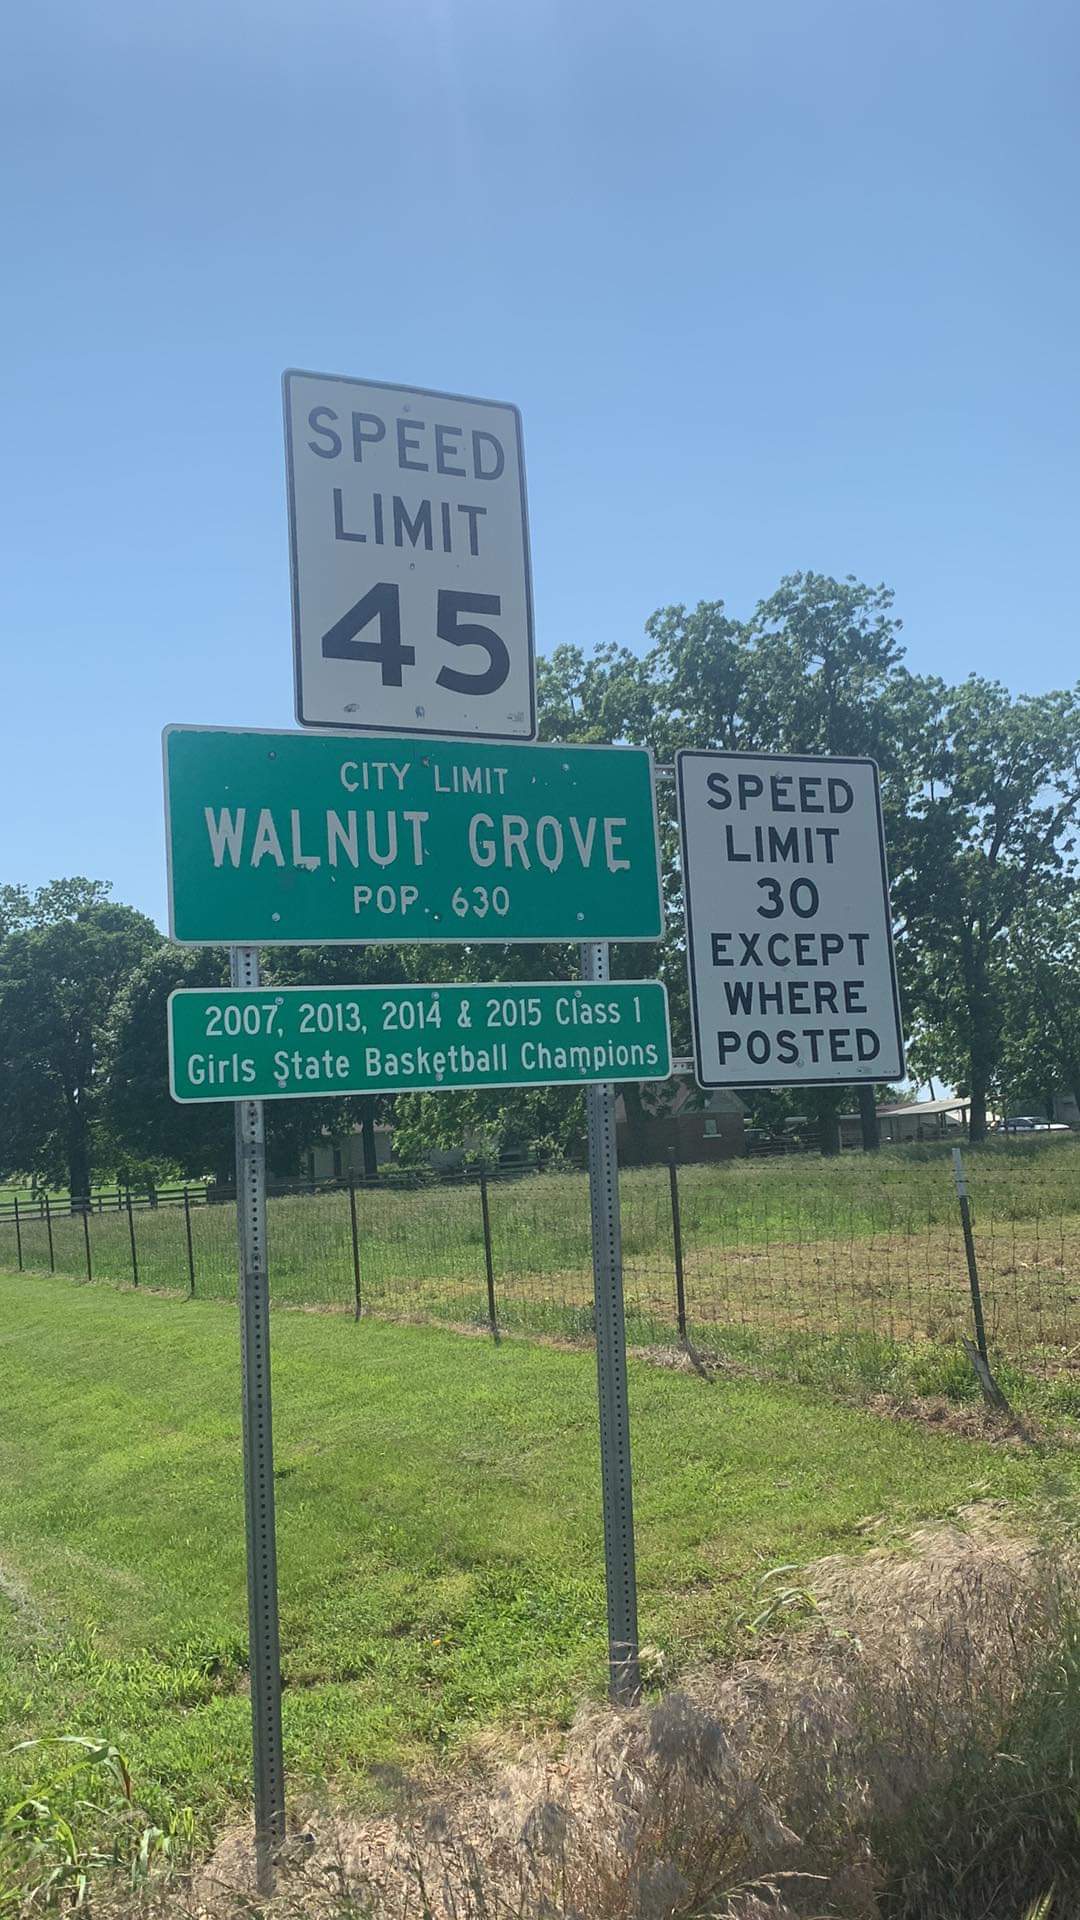 SPEED
LIMIT
45
CITY LIMIT
WALNUT GROVE
POP. 630
2007, 2013, 2014 & 2015 Class 1
Girls State Basketball Champions
SPEED
LIMIT
30
EXCEPT
WHERE
POSTED